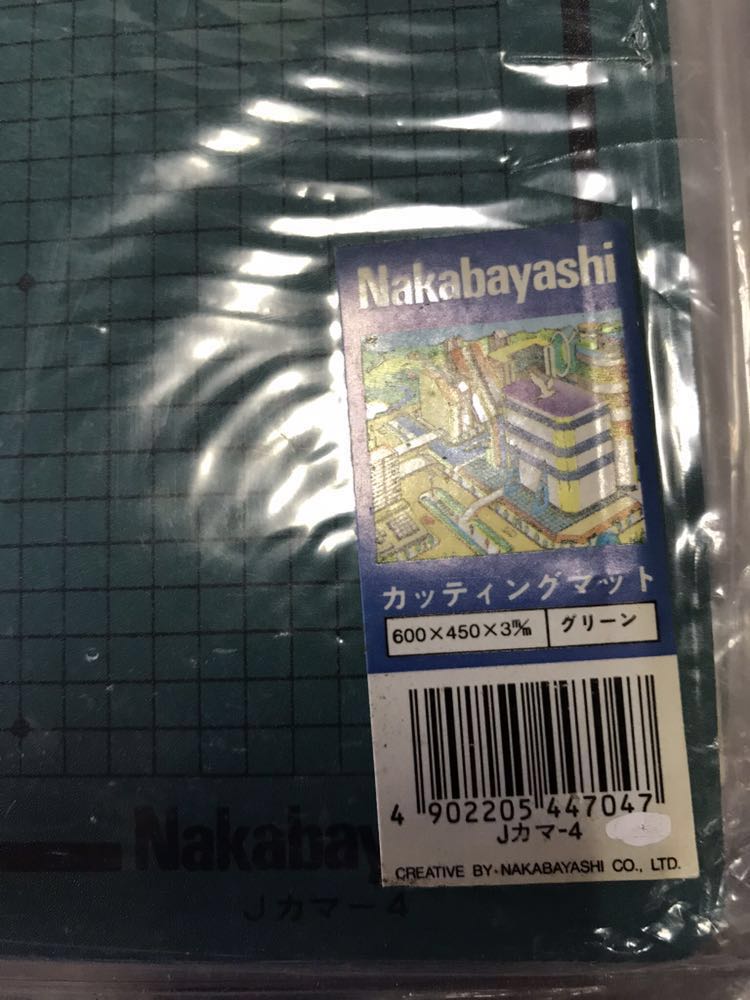 Nakabayashi
カッティングマット
600×450×3㎜ グリーン
4 902205 447047
Jカマ-4
CREATIVE BY・NAKABAYASHI CO., LTD.
Nakabay
Jカマー4